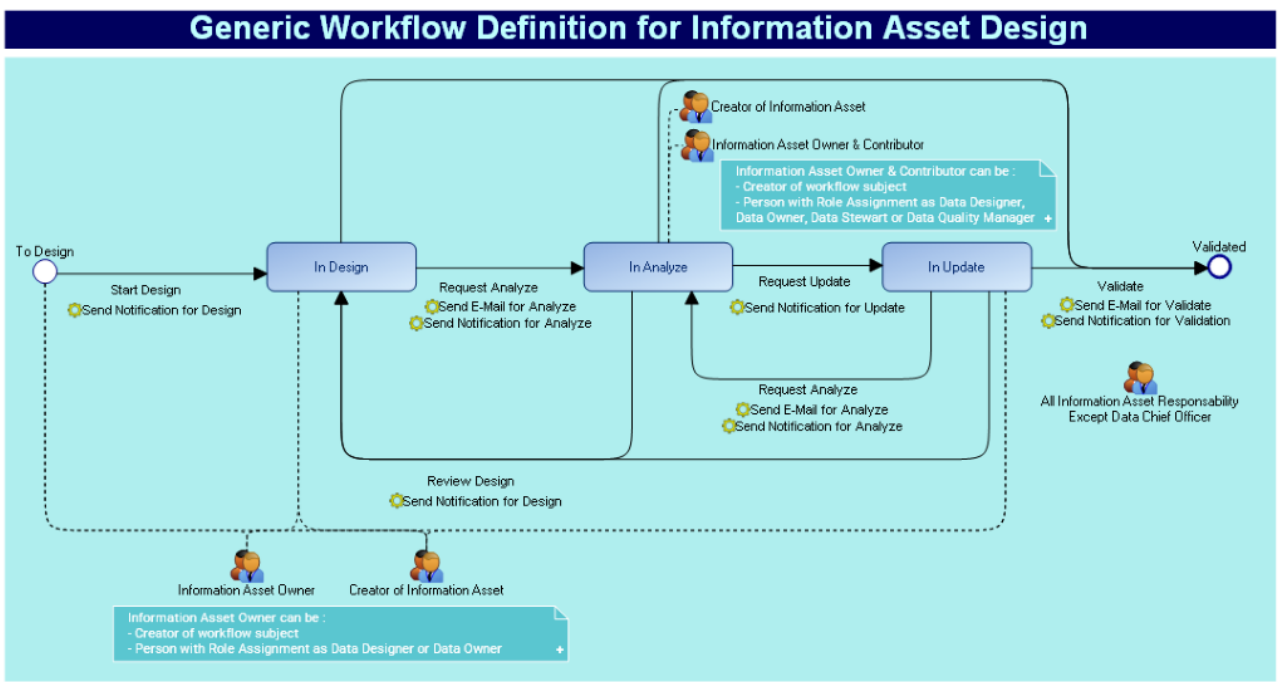 Generic Workflow Definition for Information Asset Design
Creator of Information Asset
Information Asset Owner & Contributor
Information Asset Owner & Contributor can be :
- Creator of workflow subject
- Person with Role Assignment as Data Designer,
Data Owner, Data Stewart or Data Quality Manager +
To Design
In Design
In Analyze
In Update
Validated
Start Design
Send Notification for Design
Request Analyze
Send E-Mail for Analyze
Send Notification for Analyze
Request Update
Send Notification for Update
Validate
Send E-Mail for Validate
Send Notification for Validation
Request Analyze
Send E-Mail for Analyze
Send Notification for Analyze
All Information Asset Responsability
Except Data Chief Officer
Review Design
Send Notification for Design
Information Asset Owner
Creator of Information Asset
Information Asset Owner can be :
- Creator of workflow subject
- Person with Role Assignment as Data Designer or Data Owner +